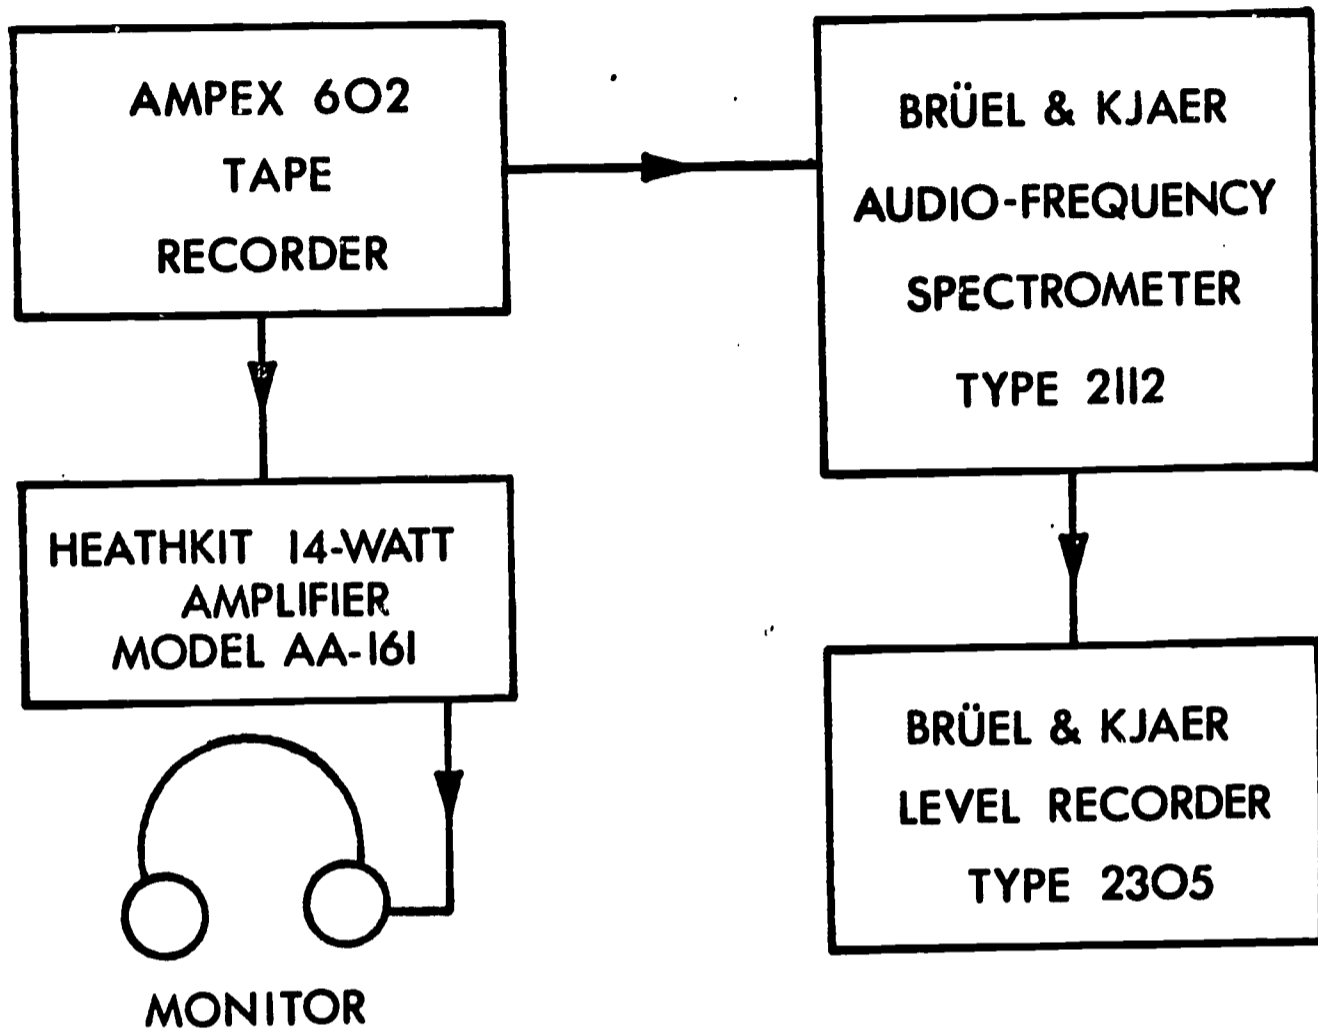 AMPEX 602
TAPE
RECORDER
BRÜEL & KJAER
AUDIO-FREQUENCY
SPECTROMETER
TYPE 2112
HEATHKIT 14-WATT
AMPLIFIER
MODEL AA-161
BRÜEL & KJAER
LEVEL RECORDER
TYPE 2305
MONITOR